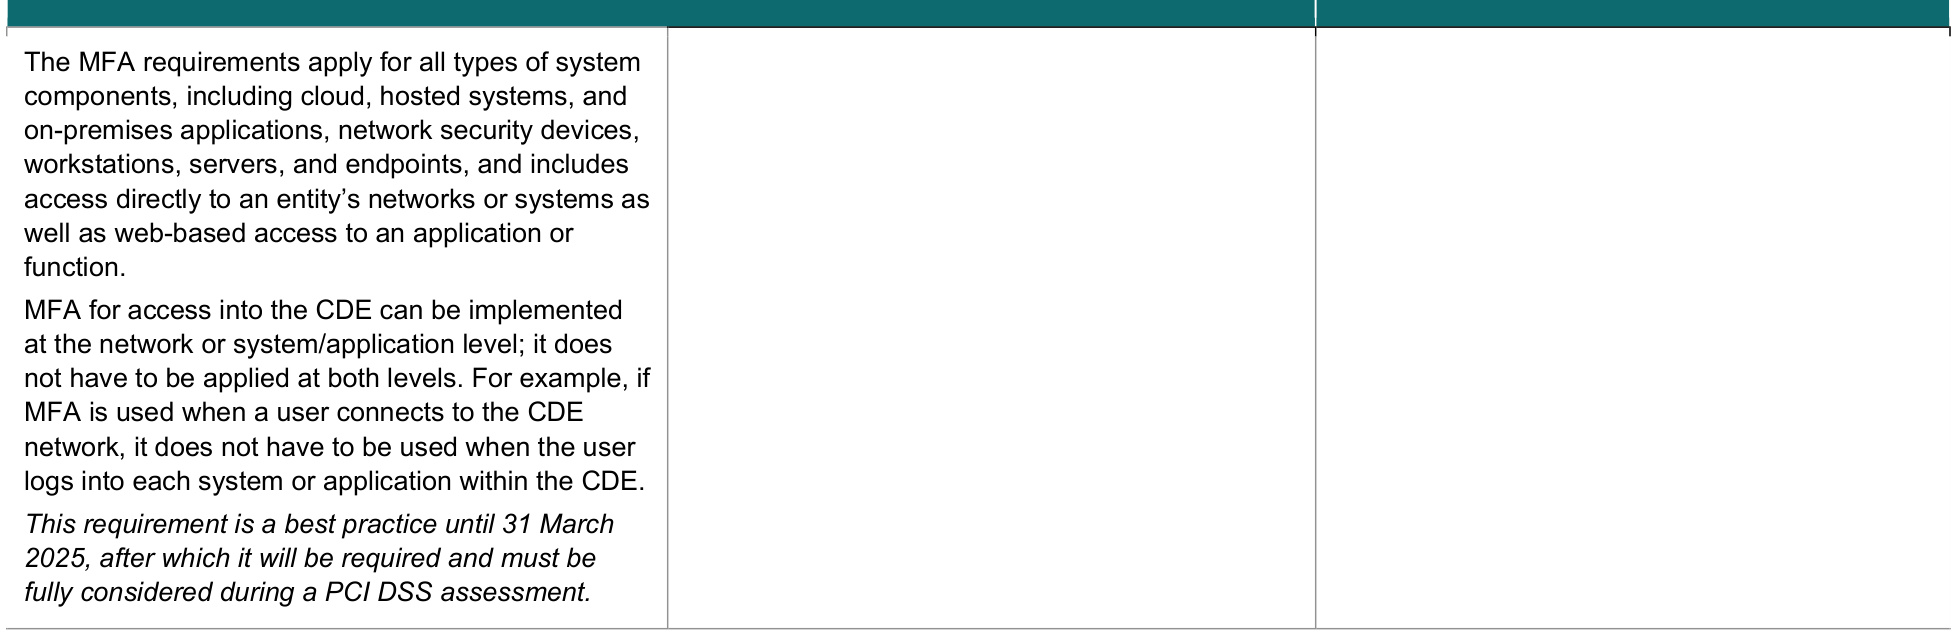 The MFA requirements apply for all types of system
components, including cloud, hosted systems, and
on-premises applications, network security devices,
workstations, servers, and endpoints, and includes
access directly to an entity’s networks or systems as
well as web-based access to an application or
function.
MFA for access into the CDE can be implemented
at the network or system/application level; it does
not have to be applied at both levels. For example, if
MFA is used when a user connects to the CDE
network, it does not have to be used when the user
logs into each system or application within the CDE.
This requirement is a best practice until 31 March
2025, after which it will be required and must be
fully considered during a PCI DSS assessment.